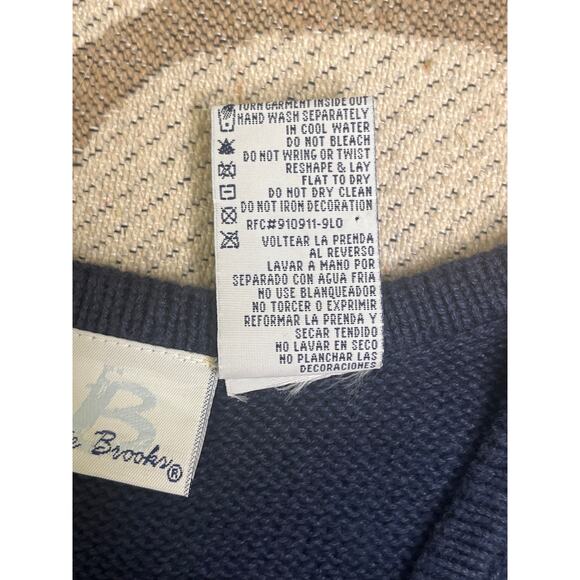 TURN GARMENT INSIDE OUT
HAND WASH SEPARATELY
IN COOL WATER
DO NOT BLEACH
DO NOT WRING OR TWIST
RESHAPE & LAY
FLAT TO DRY
DO NOT DRY CLEAN
DO NOT IRON DECORATION
RFC#910911-9L0
VOLTEAR LA PRENDA
AL REVERSO
LAVAR A MANO POR
SEPARADO CON AGUA FRIA
NO USE BLANQUEADOR
NO TORCER O EXPRIMIR
REFORMAR LA PRENDA Y
SECAR TENDIDO
NO LAVAR EN SECO
NO PLANCHAR LAS
DECORACIONES
B
Brooks®